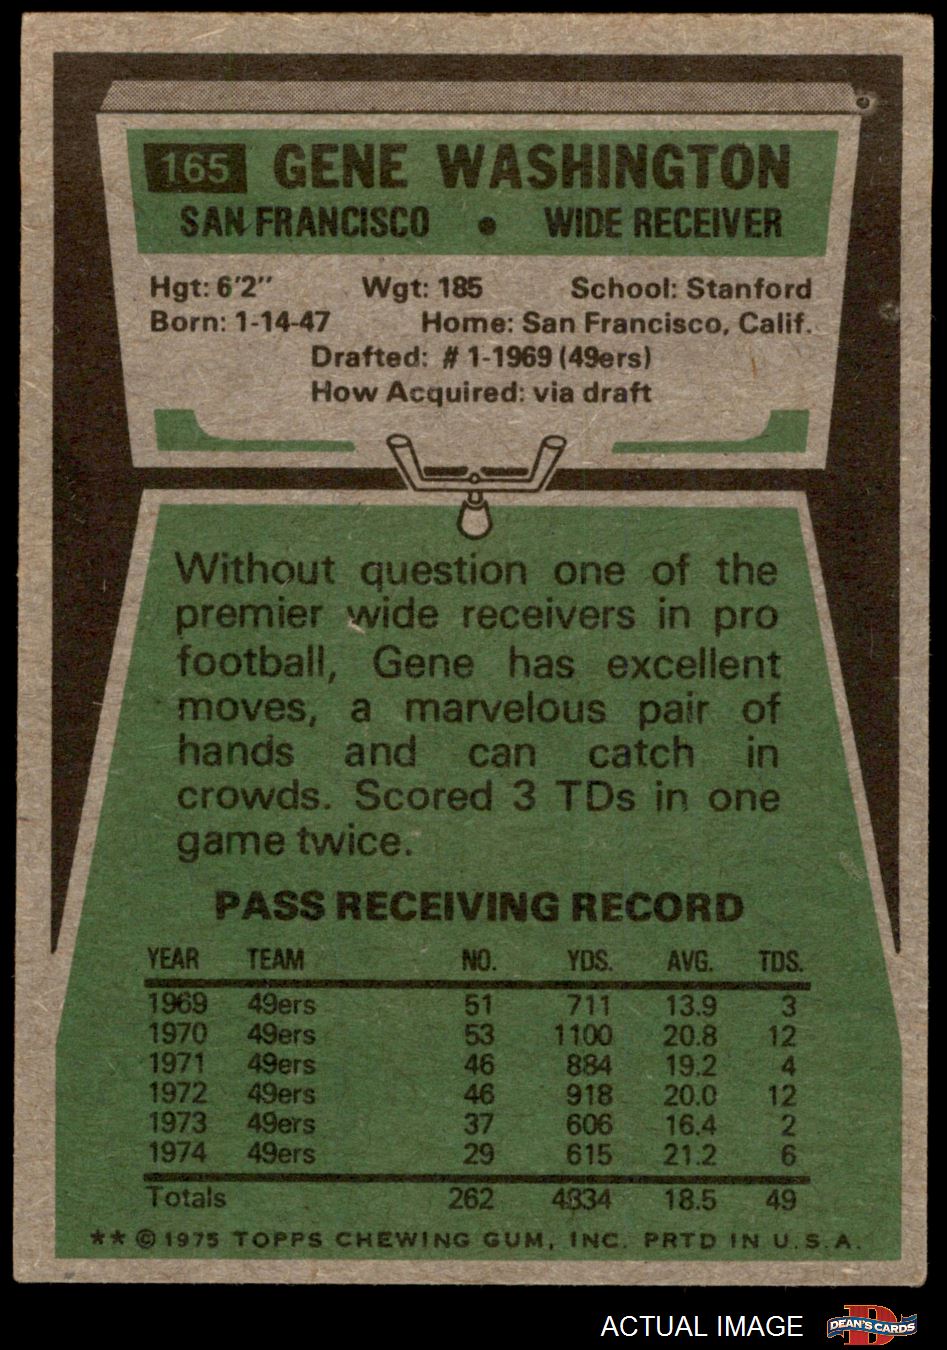 165 GENE WASHINGTON
SAN FRANCISCO • WIDE RECEIVER
Hgt: 6'2" Wgt: 185 School: Stanford
Born: 1-14-47 Home: San Francisco, Calif.
Drafted: # 1-1969 (49ers)
How Acquired: via draft
Without question one of the
premier wide receivers in pro
football, Gene has excellent
moves, a marvelous pair of
hands and can catch in
crowds. Scored 3 TDs in one
game twice.
PASS RECEIVING RECORD
YEAR TEAM NO. YDS. AVG. TDS.
1969 49ers 51 711 13.9 3
1970 49ers 53 1100 20.8 12
1971 49ers 46 884 19.2 4
1972 49ers 46 918 20.0 12
1973 49ers 37 606 16.4 2
1974 49ers 29 615 21.2 6
Totals 262 4834 18.5 49
** © 1975 TOPPS CHEWING GUM, INC. PRTD IN U.S.A.
ACTUAL IMAGE
D DEAN'S CARDS